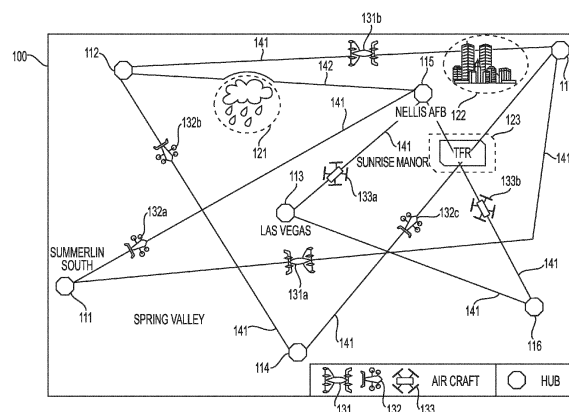 131b
100
141
112
142
115
11
NELLIS AFB
122
123
132b
121
141
141
SUNRISE MANOR
TFR
141
133a
133b
113
132c
132a
LAS VEGAS
SUMMERLIN
SOUTH
131a
141
111
SPRING VALLEY
141
141
141
116
114
AIR CRAFT
HUB
131
132
133